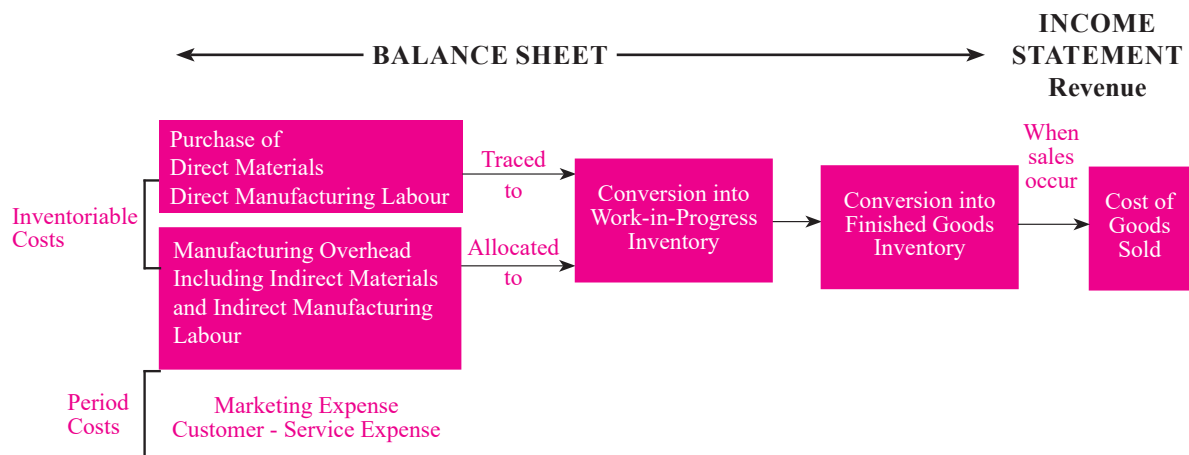 BALANCE SHEET
INCOME
STATEMENT
Revenue
Inventoriable
Costs
Purchase of
Direct Materials
Direct Manufacturing Labour
Traced
to
Manufacturing Overhead
Including Indirect Materials
and Indirect Manufacturing
Labour
Allocated
to
Conversion into
Work-in-Progress
Inventory
Conversion into
Finished Goods
Inventory
When
sales
occur
Cost of
Goods
Sold
Period
Costs
Marketing Expense
Customer - Service Expense